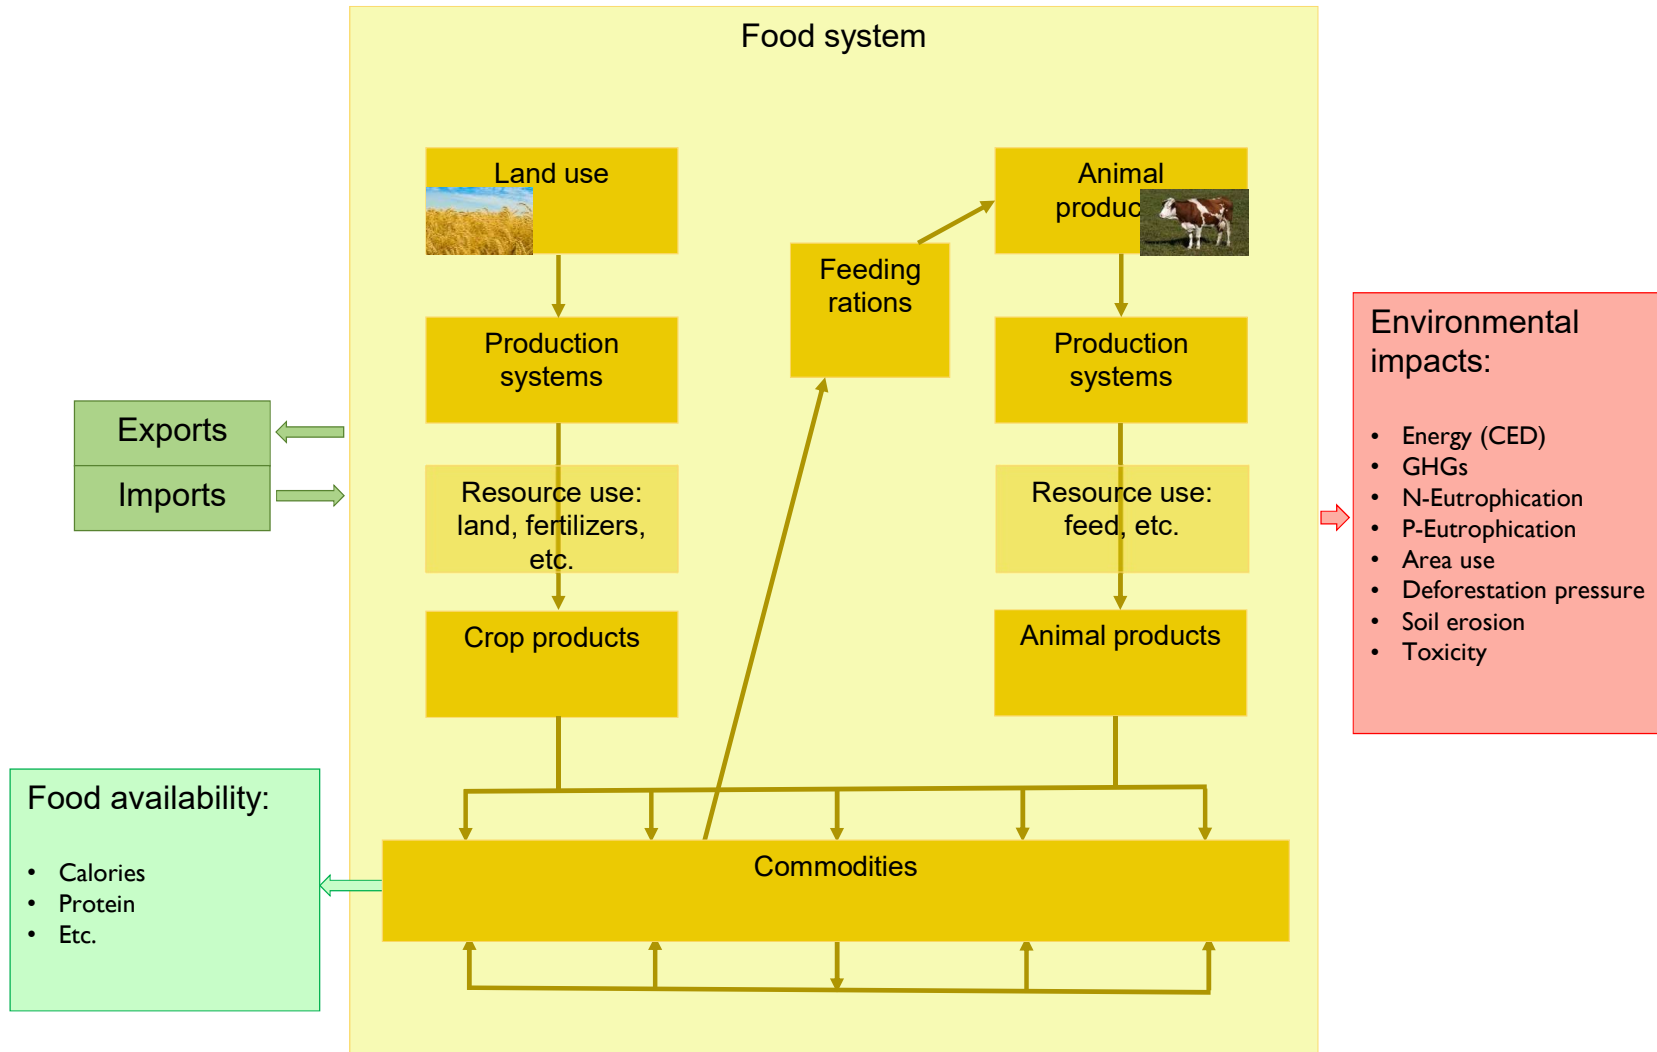 Food system
Land use
Animal
produc
Feeding
rations
Production
systems
Production
systems
Exports
Imports
Resource use:
land, fertilizers,
etc.
Resource use:
feed, etc.
Crop products
Animal products
Commodities
Food availability:
• Calories
• Protein
• Etc.
Environmental
impacts:
• Energy (CED)
• GHGs
• N-Eutrophication
• P-Eutrophication
• Area use
• Deforestation pressure
• Soil erosion
• Toxicity